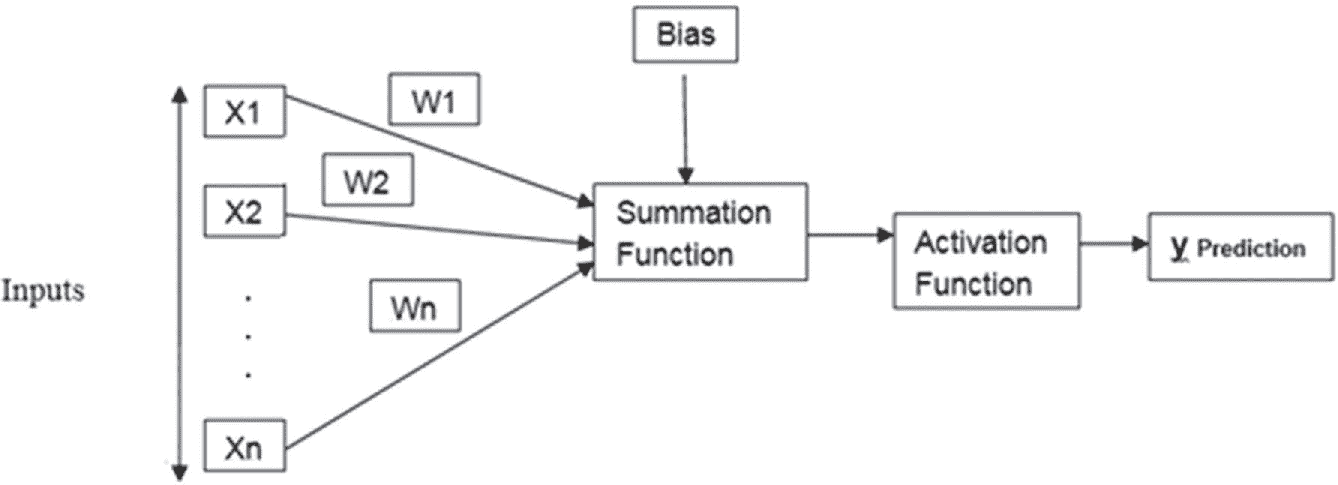 Bias
X1
W1
W2
X2
Summation
Function
Activation
Function
y Prediction
Inputs
Wn
Xn